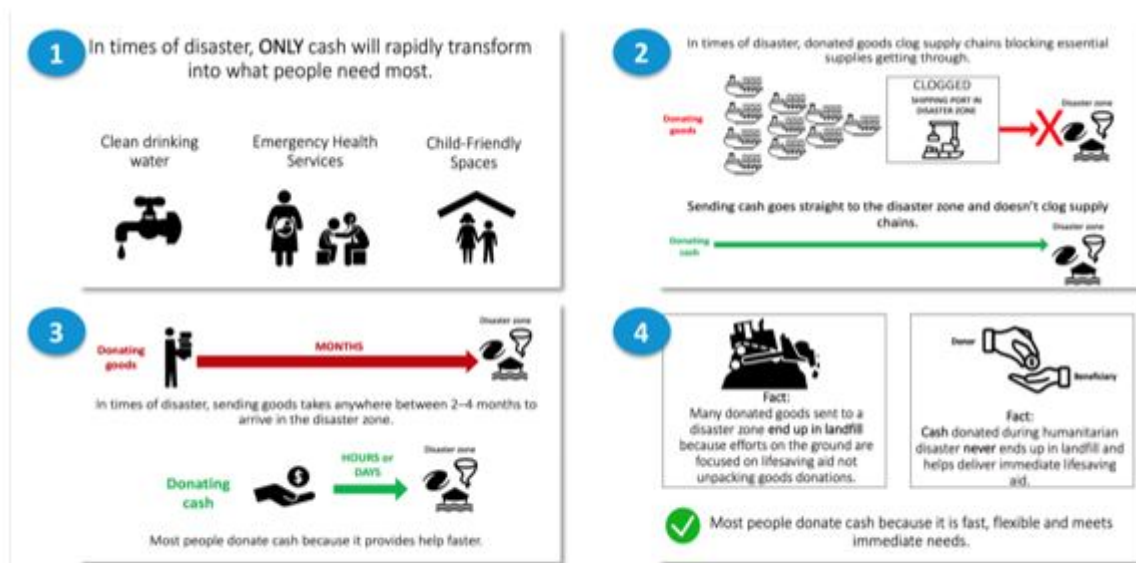 1
In times of disaster, ONLY cash will rapidly transform
into what people need most.
Clean drinking
water
Emergency Health
Services
Child-Friendly
Spaces
2
In times of disaster, donated goods clog supply chains blocking essential
supplies getting through.
Donating
goods
CLOGGED
SHIPPING PORT IN
DISASTER ZONE
X
Disaster zone
Sending cash goes straight to the disaster zone and doesn't clog supply
chains.
Donating
cash
Disaster zone
3
Donating
goods
MONTHS
Disaster zone
In times of disaster, sending goods takes anywhere between 2–4 months to
arrive in the disaster zone.
Donating
cash
$
HOURS or
DAYS
Disaster zone
Most people donate cash because it provides help faster.
4
Fact:
Many donated goods sent to a
disaster zone end up in landfill
because efforts on the ground are
focused on lifesaving aid not
unpacking goods donations.
Donor
Beneficiary
Fact:
Cash donated during humanitarian
disaster never ends up in landfill and
helps deliver immediate lifesaving
aid.
Most people donate cash because it is fast, flexible and meets
immediate needs.